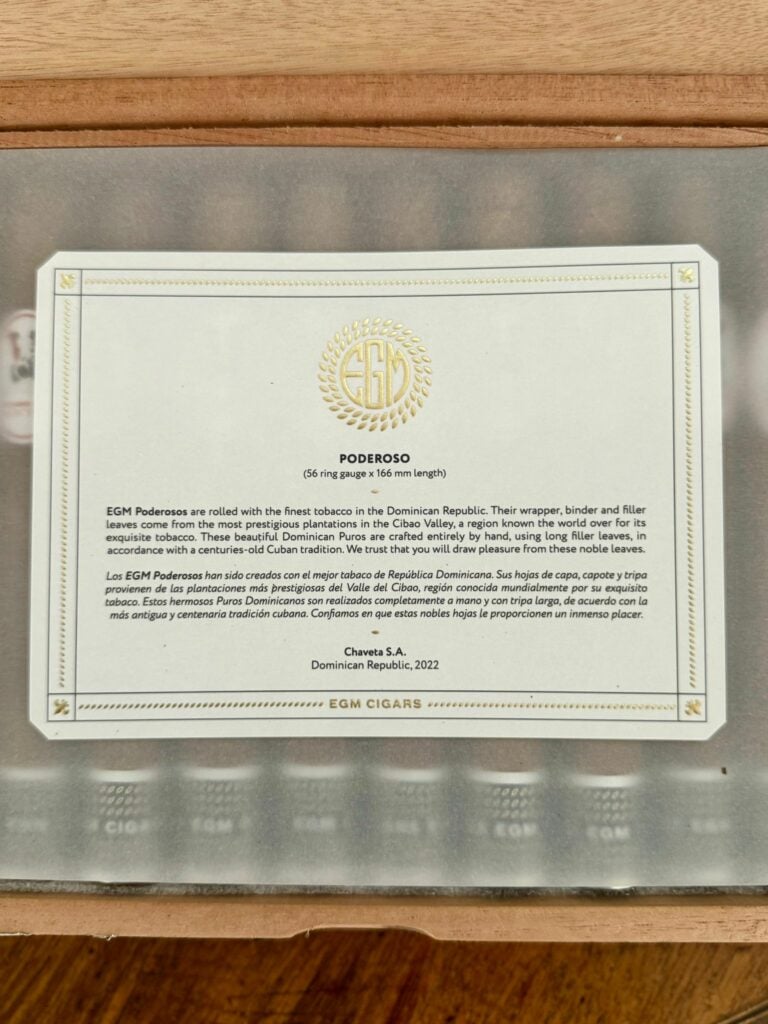 EGM
PODEROSO
(56 ring gauge x 166 mm length)
EGM Poderosos are rolled with the finest tobacco in the Dominican Republic. Their wrapper, binder and filler
leaves come from the most prestigious plantations in the Cibao Valley, a region known the world over for its
exquisite tobacco. These beautiful Dominican Puros are crafted entirely by hand, using long filler leaves, in
accordance with a centuries-old Cuban tradition. We trust that you will draw pleasure from these noble leaves.
Los EGM Poderosos han sido creados con el mejor tabaco de República Dominicana. Sus hojas de capa, capote y tripa
provienen de las plantaciones más prestigiosas del Valle del Cibao, región conocida mundialmente por su exquisito
tabaco. Estos hermosos Puros Dominicanos son realizados completamente a mano y con tripa larga, de acuerdo con la
más antigua y centenaria tradición cubana. Confiamos en que estas nobles hojas le proporcionen un inmenso placer.
Chaveta S.A.
Dominican Republic, 2022
EGM CIGARS
CIGA EGM EGM EGM EGM